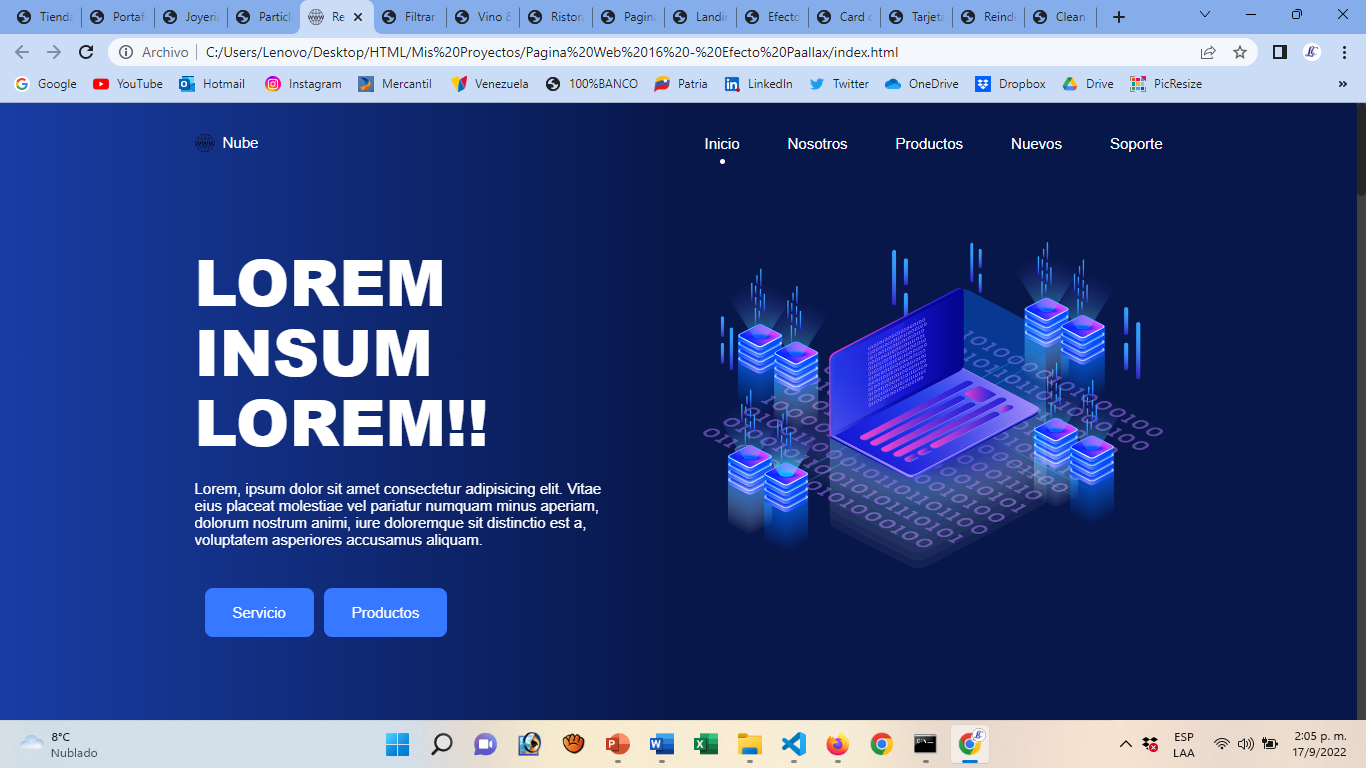 Tienda
Portaf
Joyeri
Particl
Re
Filtrar
Vino &
Ristora
Pagina
Landin
Efecto
Card c
Tarjeta
Reinde
Clean
Archivo
C:/Users/Lenovo/Desktop/HTML/Mis%20Proyectos/Pagina%20Web%2016%20-%20Efecto%20Paallax/index.html
Google
YouTube
Hotmail
Instagram
Mercantil
Venezuela
100%BANCO
Patria
LinkedIn
Twitter
OneDrive
Dropbox
Drive
PicResize
»
Nube
Inicio
Nosotros
Productos
Nuevos
Soporte
LOREM
INSUM
LOREM!!
Lorem, ipsum dolor sit amet consectetur adipisicing elit. Vitae
eius placeat molestiae vel pariatur numquam minus aperiam,
dolorum nostrum animi, iure doloremque sit distinctio est a,
voluptatem asperiores accusamus aliquam.
Servicio
Productos
8°C
Nublado
ESP
LAA
2:05 p. m.
17/9/2022